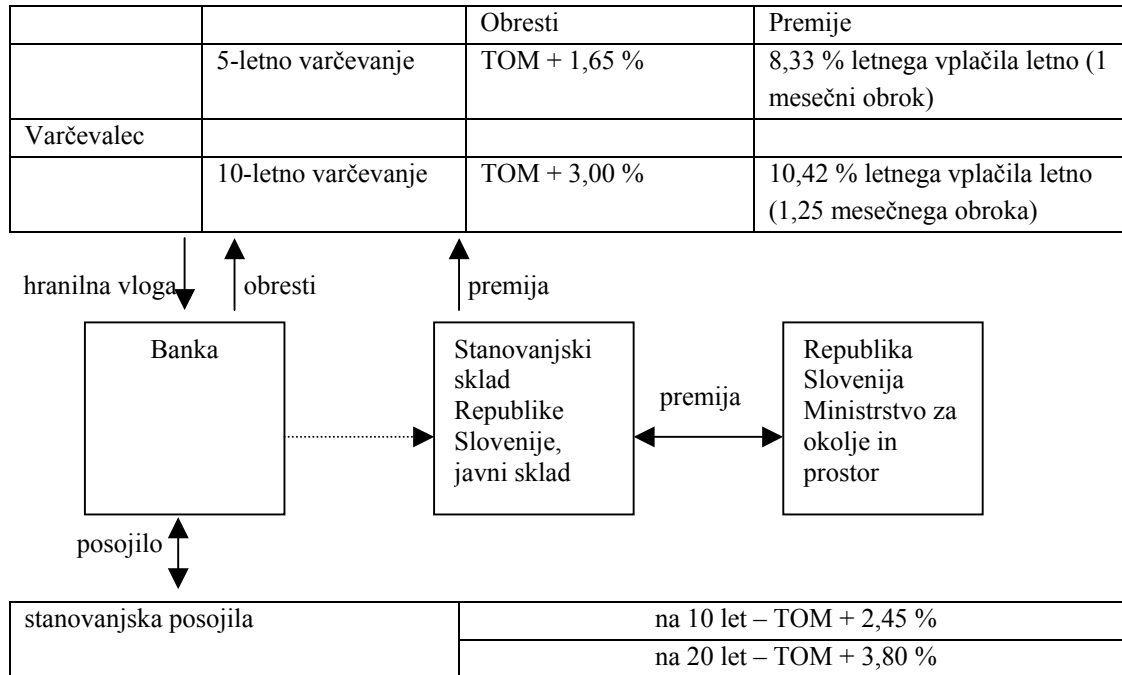 Obresti
Premije
5-letno varčevanje
TOM + 1,65 %
8,33 % letnega vplačila letno (1
mesečni obrok)
Varčevalec
10-letno varčevanje
TOM + 3,00 %
10,42 % letnega vplačila letno
(1,25 mesečnega obroka)
hranilna vloga
obresti
premija
Banka
Stanovanjski
sklad
Republike
Slovenije,
javni sklad
premija
Republika
Slovenija
Ministrstvo za
okolje in
prostor
posojilo
stanovanjska posojila
na 10 let – TOM + 2,45 %
na 20 let – TOM + 3,80 %